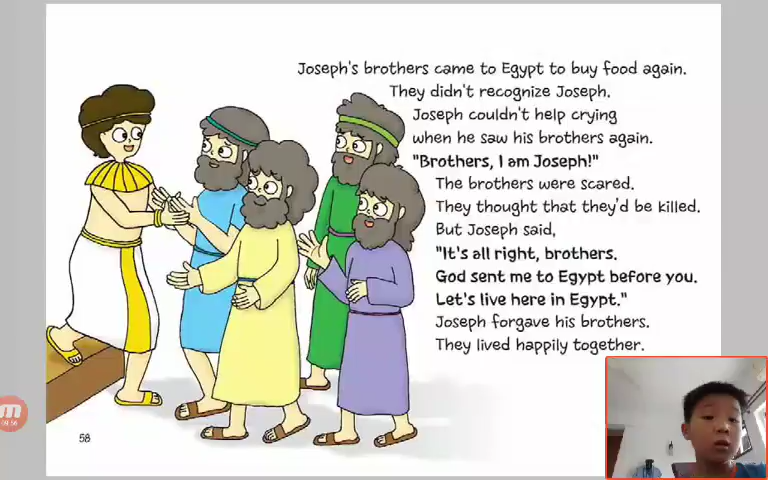 Joseph's brothers came to Egypt to buy food again.
They didn't recognize Joseph.
Joseph couldn't help crying
when he saw his brothers again.
"Brothers, I am Joseph!"
The brothers were scared.
They thought that they'd be killed.
But Joseph said,
"It's all right, brothers.
God sent me to Egypt before you.
Let's live here in Egypt."
Joseph forgave his brothers.
They lived happily together.
58